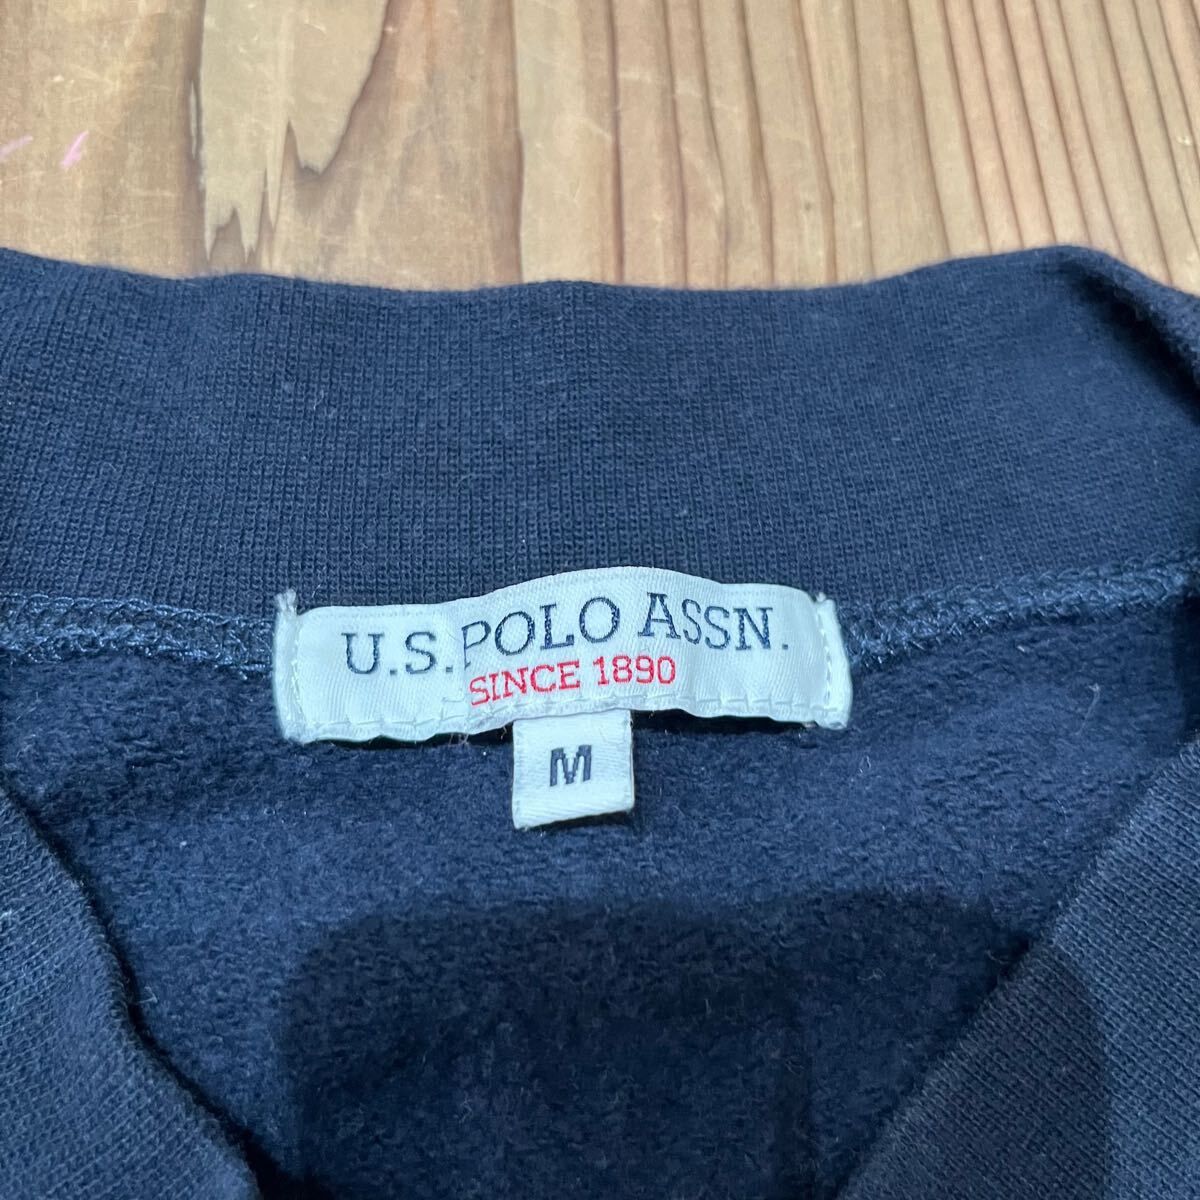 U.S. POLO ASSN.
SINCE 1890
M